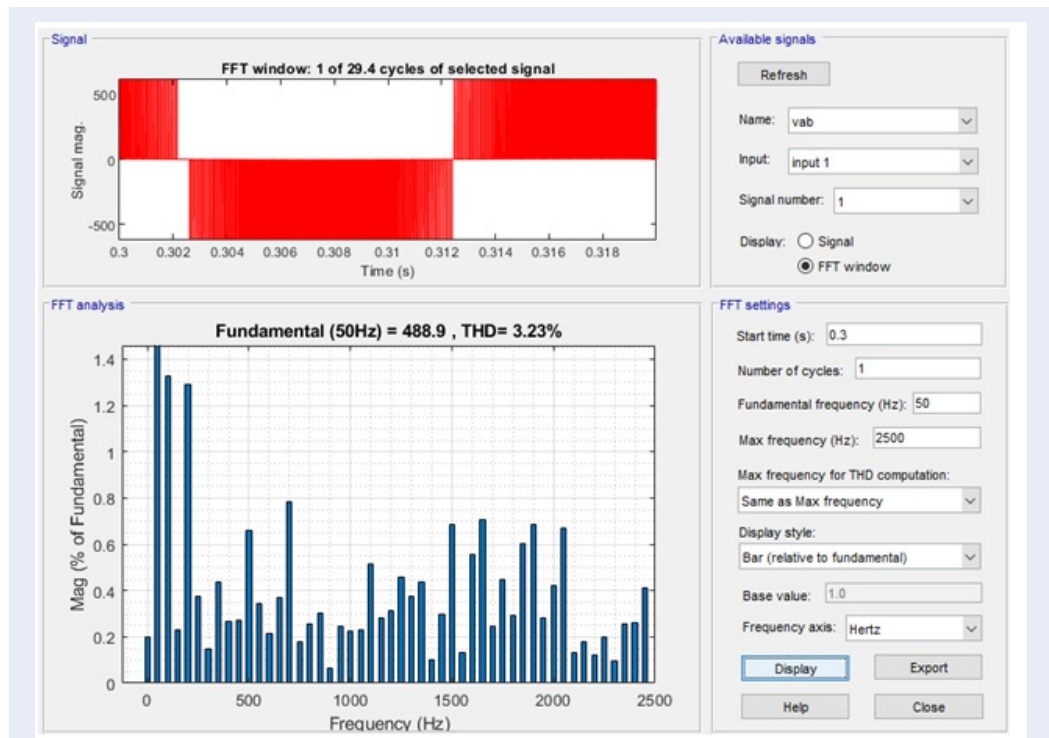 Signal
FFT window: 1 of 29.4 cycles of selected signal
500
0
-500
Signal mag.
0.3 0.302 0.304 0.306 0.308 0.31 0.312 0.314 0.316 0.318
Time (s)
Available signals
Refresh
Name: vab
Input: input 1
Signal number: 1
Display: Signal
FFT window
FFT analysis
Fundamental (50Hz) = 488.9 , THD= 3.23%
1.4
1.2
1
0.8
0.6
0.4
0.2
0
Mag (% of Fundamental)
0 500 1000 1500 2000 2500
Frequency (Hz)
FFT settings
Start time (s): 0.3
Number of cycles: 1
Fundamental frequency (Hz): 50
Max frequency (Hz): 2500
Max frequency for THD computation:
Same as Max frequency
Display style:
Bar (relative to fundamental)
Base value: 1.0
Frequency axis: Hertz
Display Export
Help Close